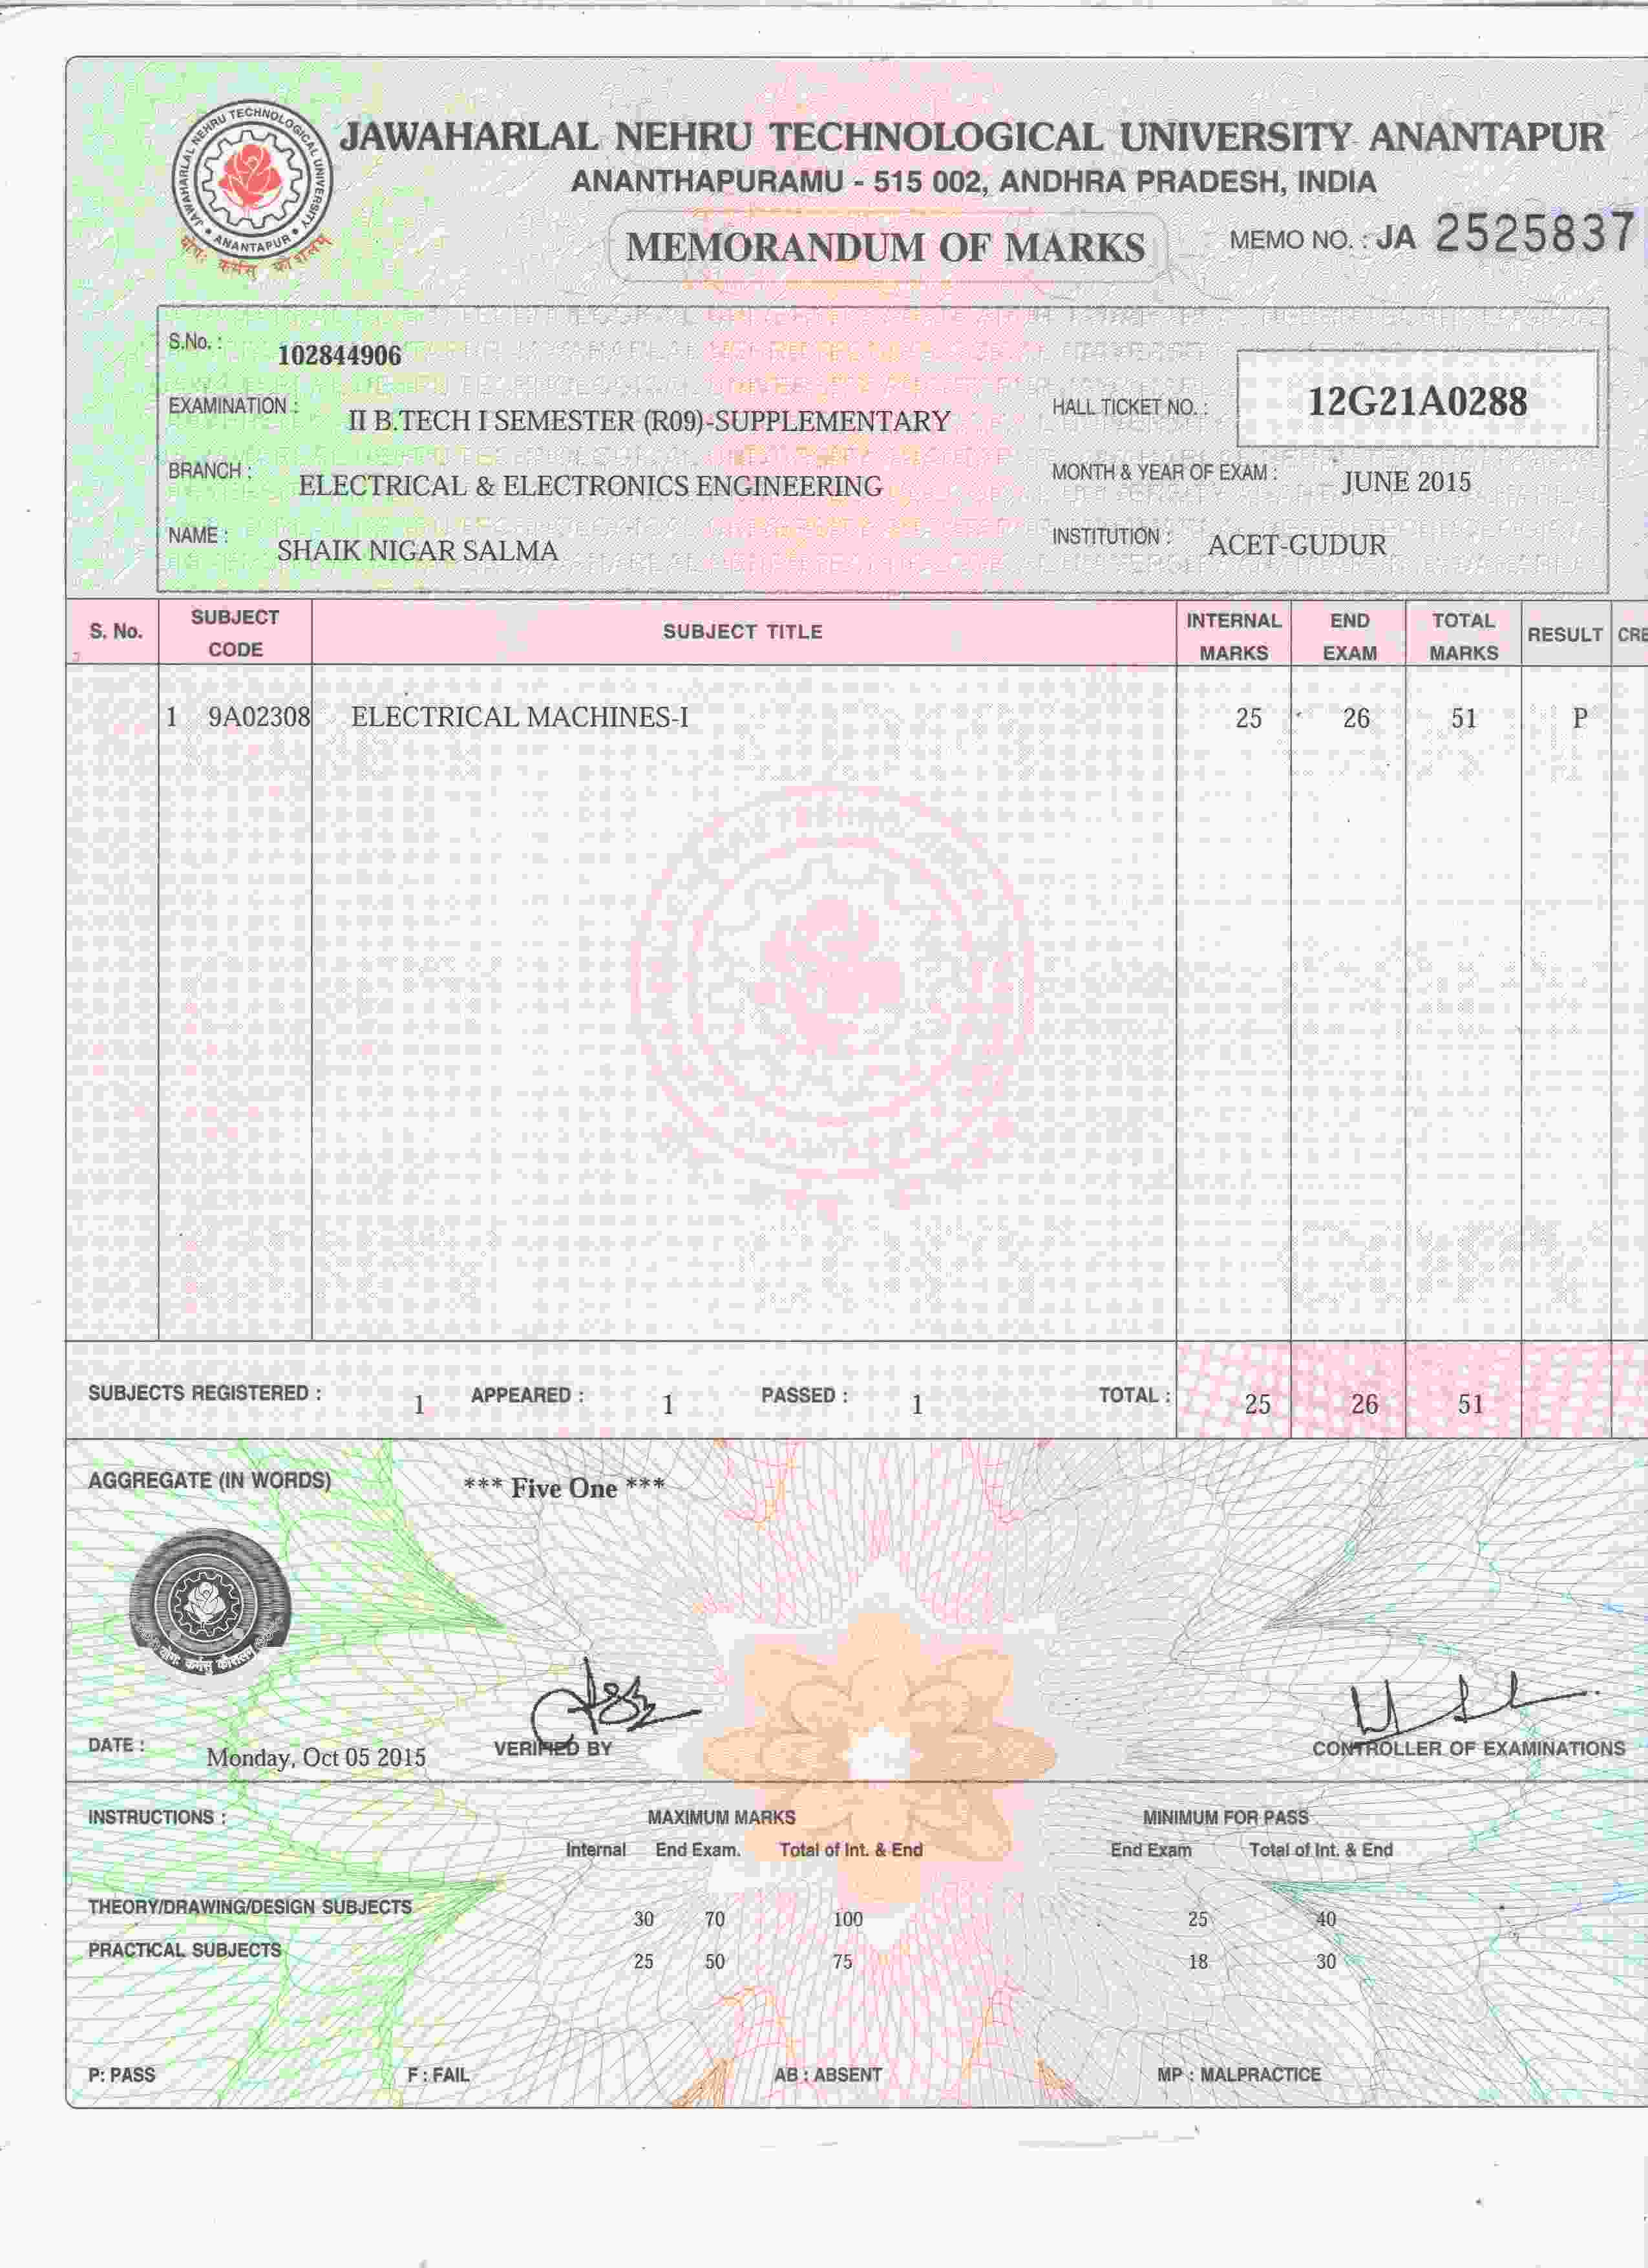 JAWAHARLAL NEHRU TECHNOLOGICAL UNIVERSITY
ANANTAPUR
JAWAHARLAL NEHRU TECHNOLOGICAL UNIVERSITY ANANTAPUR
ANANTHAPURAMU - 515 002, ANDHRA PRADESH, INDIA
MEMORANDUM OF MARKS
MEMO NO. : JA 2525837
S.No. : 102844906
EXAMINATION : II B.TECH I SEMESTER (R09)-SUPPLEMENTARY
HALL TICKET NO. : 12G21A0288
BRANCH : ELECTRICAL & ELECTRONICS ENGINEERING
MONTH & YEAR OF EXAM : JUNE 2015
NAME : SHAIK NIGAR SALMA
INSTITUTION : ACET-GUDUR
S. No. SUBJECT CODE SUBJECT TITLE INTERNAL MARKS END EXAM TOTAL MARKS RESULT CRE
1 9A02308 ELECTRICAL MACHINES-I 25 26 51 P
SUBJECTS REGISTERED : 1 APPEARED : 1 PASSED : 1 TOTAL : 25 26 51
AGGREGATE (IN WORDS) *** Five One ***
योगः कर्मसु कौशलम्
DATE : Monday, Oct 05 2015
VERIFIED BY
CONTROLLER OF EXAMINATIONS
INSTRUCTIONS : MAXIMUM MARKS MINIMUM FOR PASS
Internal End Exam. Total of Int. & End End Exam Total of Int. & End
THEORY/DRAWING/DESIGN SUBJECTS 30 70 100 25 40
PRACTICAL SUBJECTS 25 50 75 18 30
P: PASS F : FAIL AB : ABSENT MP : MALPRACTICE